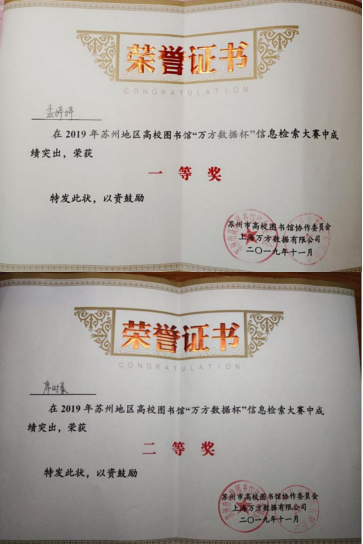 荣誉证书
CONGRATULATION
孟婷婷
在 2019 年苏州地区高校图书馆“万方数据杯”信息检索大赛中成
绩突出，荣获
一 等 奖
特发此状，以资鼓励
苏州市高校图书馆协作委员会
上海万方数据有限公司
二〇一九年十一月
荣誉证书
CONGRATULATION
在 2019 年苏州地区高校图书馆“万方数据杯”信息检索大赛中成
绩突出，荣获
二 等 奖
特发此状，以资鼓励
苏州市高校图书馆协作委员会
上海万方数据有限公司
二〇一九年十一月